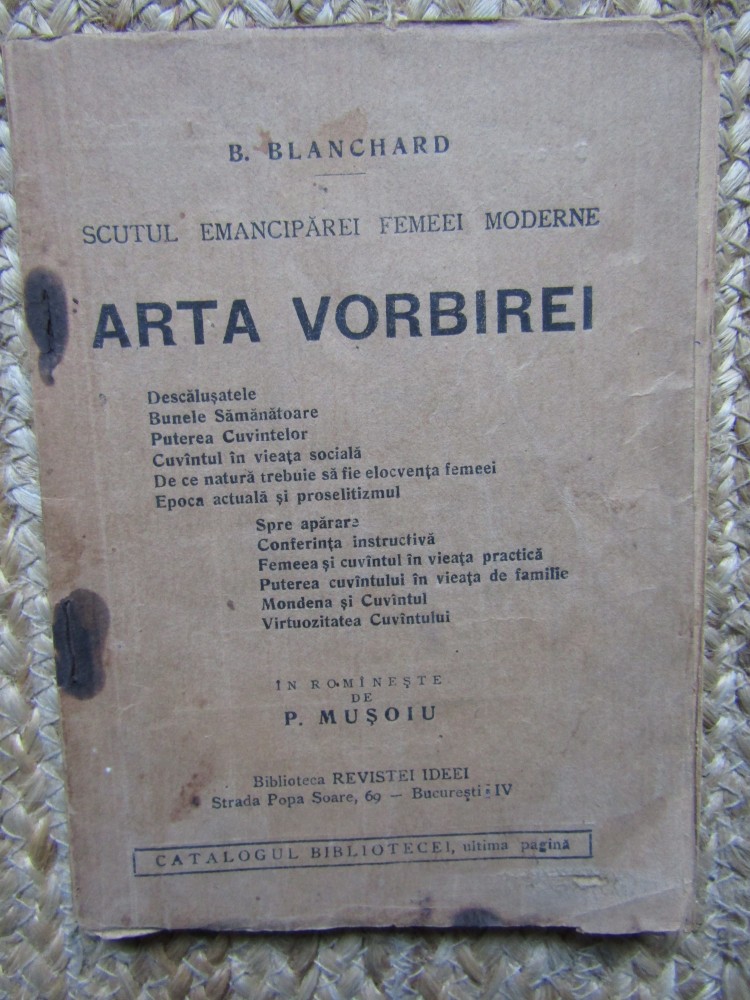 B. BLANCHARD
SCUTUL EMANCIPĂREI FEMEEI MODERNE
ARTA VORBIREI
Descălușatele
Bunele Sămănătoare
Puterea Cuvintelor
Cuvîntul în vieața socială
De ce natură trebuie să fie elocvența femeei
Epoca actuală și proselitizmul
Spre apărare
Conferința instructivă
Femeea și cuvîntul în vieața practică
Puterea cuvîntului în vieața de familie
Mondena și Cuvîntul
Virtuozitatea Cuvîntului
ÎN ROMÎNEȘTE
DE
P. MUȘOIU
Biblioteca REVISTEI IDEEI
Strada Popa Soare, 69 — București IV
CATALOGUL BIBLIOTECEI, ultima pagină